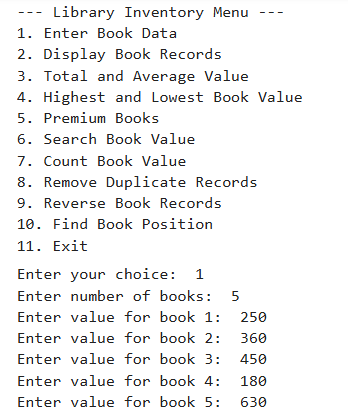 --- Library Inventory Menu ---
1. Enter Book Data
2. Display Book Records
3. Total and Average Value
4. Highest and Lowest Book Value
5. Premium Books
6. Search Book Value
7. Count Book Value
8. Remove Duplicate Records
9. Reverse Book Records
10. Find Book Position
11. Exit
Enter your choice:  1
Enter number of books:  5
Enter value for book 1:  250
Enter value for book 2:  360
Enter value for book 3:  450
Enter value for book 4:  180
Enter value for book 5:  630